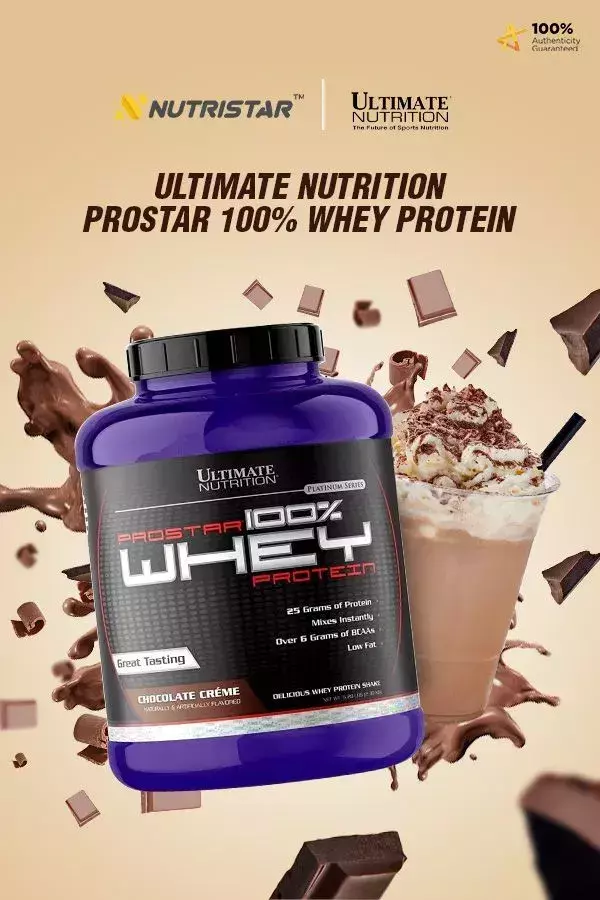 100%
Authenticity
Guaranteed
NUTRISTAR™
ULTIMATE
NUTRITION
The Future of Sports Nutrition
ULTIMATE NUTRITION
PROSTAR 100% WHEY PROTEIN
ULTIMATE
NUTRITION
PLATINUM SERIES
PROSTAR 100%
WHEY
PROTEIN
25 Grams of Protein
Mixes Instantly
Over 6 Grams of BCAAs
Low Fat
Great Tasting
CHOCOLATE CRÉME
NATURALLY & ARTIFICIALLY FLAVORED
DELICIOUS WHEY PROTEIN SHAKE
NET WT.